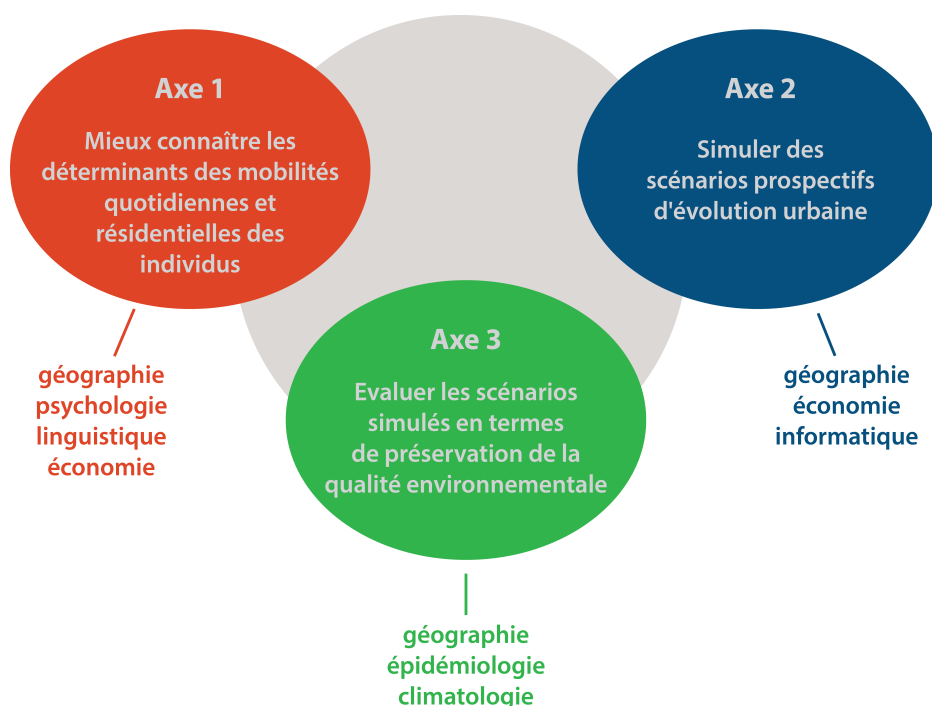 Axe 1
Mieux connaître les
déterminants des mobilités
quotidiennes et
résidentielles des
individus
Axe 2
Simuler des
scénarios prospectifs
d'évolution urbaine
Axe 3
Evaluer les scénarios
simulés en termes
de préservation de la
qualité environnementale
géographie
psychologie
linguistique
économie
géographie
économie
informatique
géographie
épidémiologie
climatologie